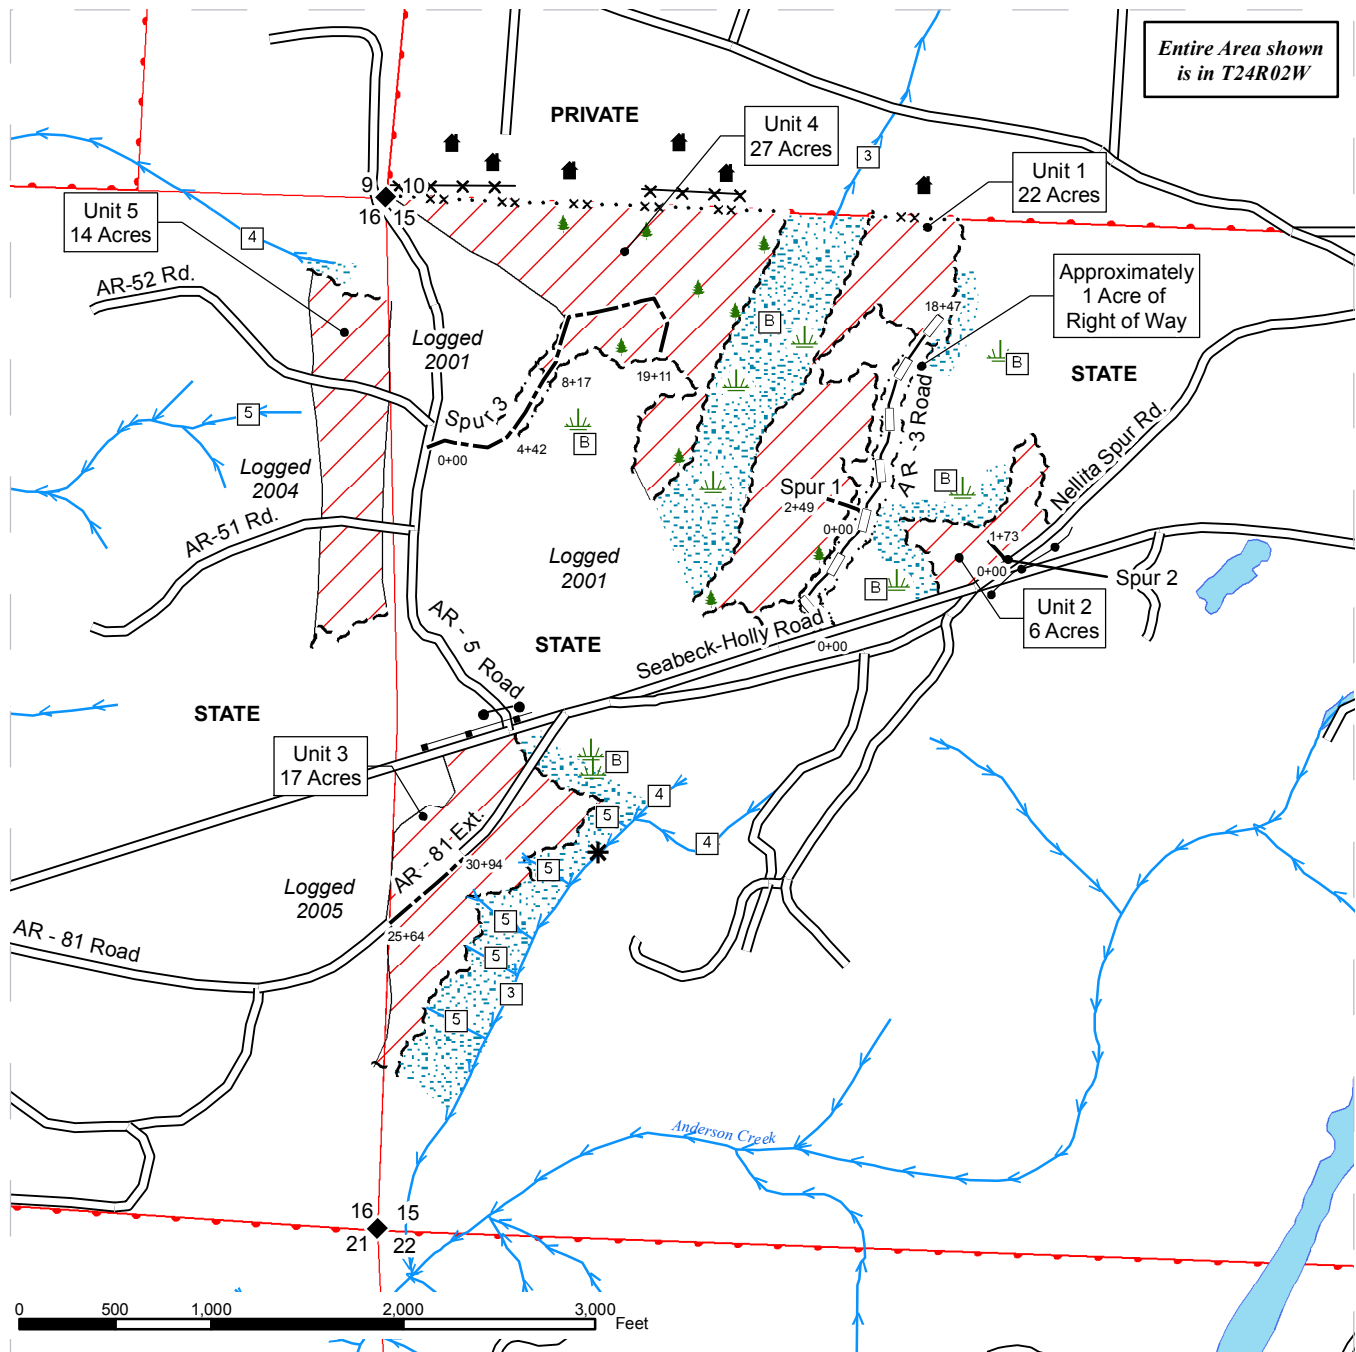 Entire Area shown
is in T24R02W
PRIVATE
Unit 4
27 Acres
3
Unit 1
22 Acres
9 10
16 15
Unit 5
14 Acres
4
AR-52 Rd.
Approximately
1 Acre of
Right of Way
18+47
B
Logged
2001
STATE
B
8+17
19+11
AR - 3 Road
Spur 3
5
4+42
B
0+00
Nellita Spur Rd.
Logged
2004
B
Spur 1
2+49
AR-51 Rd.
0+00
1+73
Logged
2001
0+00
Spur 2
B
Unit 2
6 Acres
AR - 5 Road
STATE
Seabeck-Holly Road
0+00
STATE
Unit 3
17 Acres
B
4
5
4
AR - 81 Ext.
30+94
5
Logged
2005
5
AR - 81 Road
25+64
5
3
5
Anderson Creek
16 15
21 22
0 500 1,000 2,000 3,000
Feet